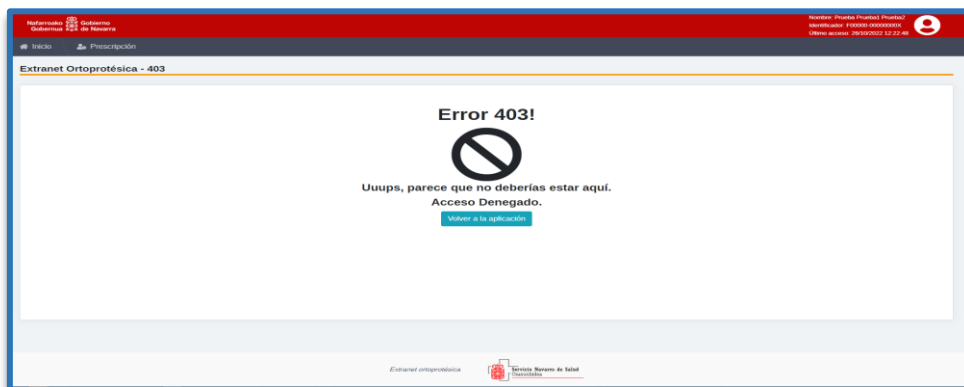 Nafarroako Gobierno
Gobernua de Navarra
Nombre: Prueba Prueba1 Prueba2
Identificador: F00000-00000000X
Último acceso: 28/10/2022 12:22:48
Inicio
Prescripción
Extranet Ortoprotésica - 403
Error 403!
Uuups, parece que no deberías estar aquí.
Acceso Denegado.
Volver a la aplicación
Extranet ortoprotésica
Servicio Navarro de Salud
Osasunbidea